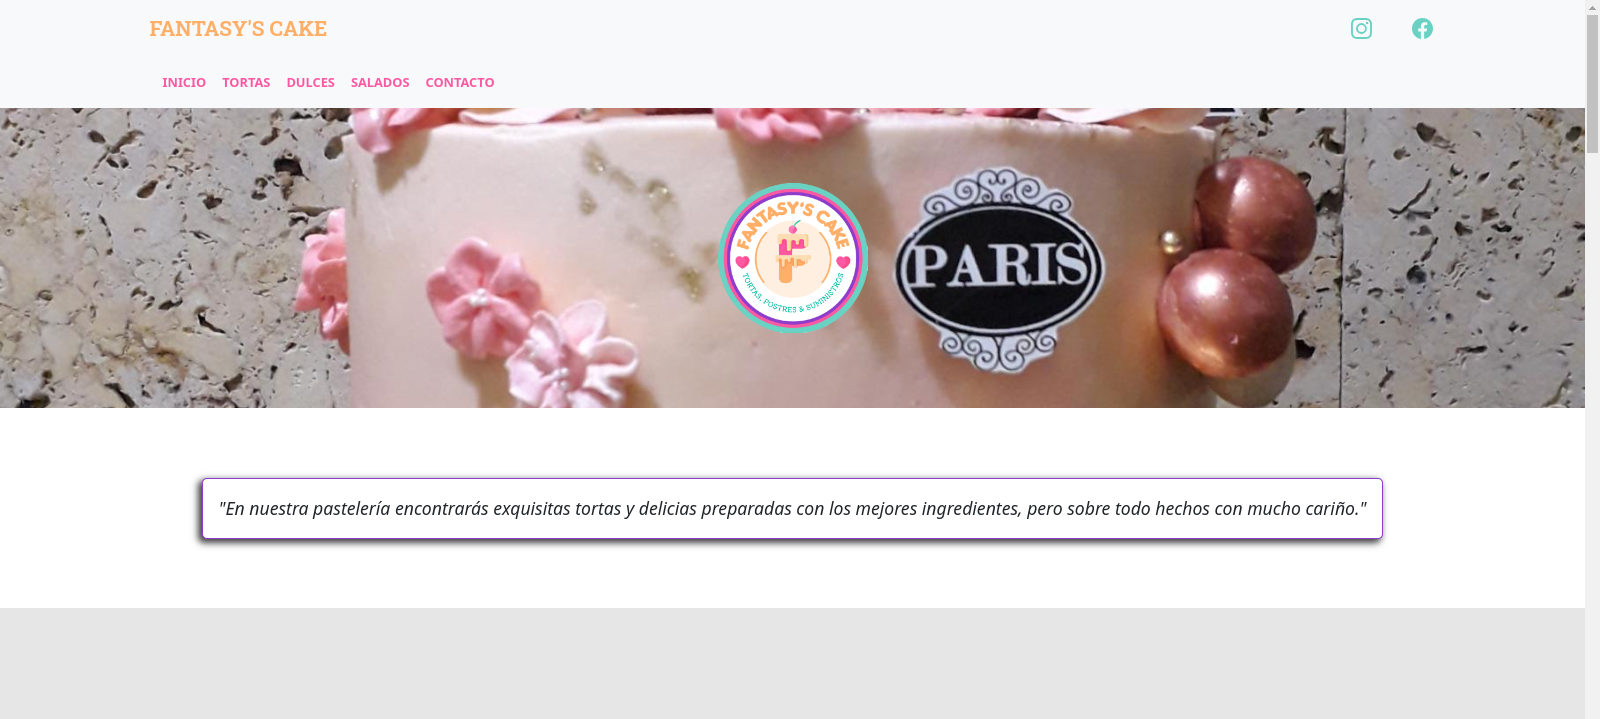 FANTASY'S CAKE
INICIO TORTAS DULCES SALADOS CONTACTO
FANTASY'S CAKE
TORTAS, POSTRES & SUMINISTROS
PARIS
"En nuestra pastelería encontrarás exquisitas tortas y delicias preparadas con los mejores ingredientes, pero sobre todo hechos con mucho cariño."